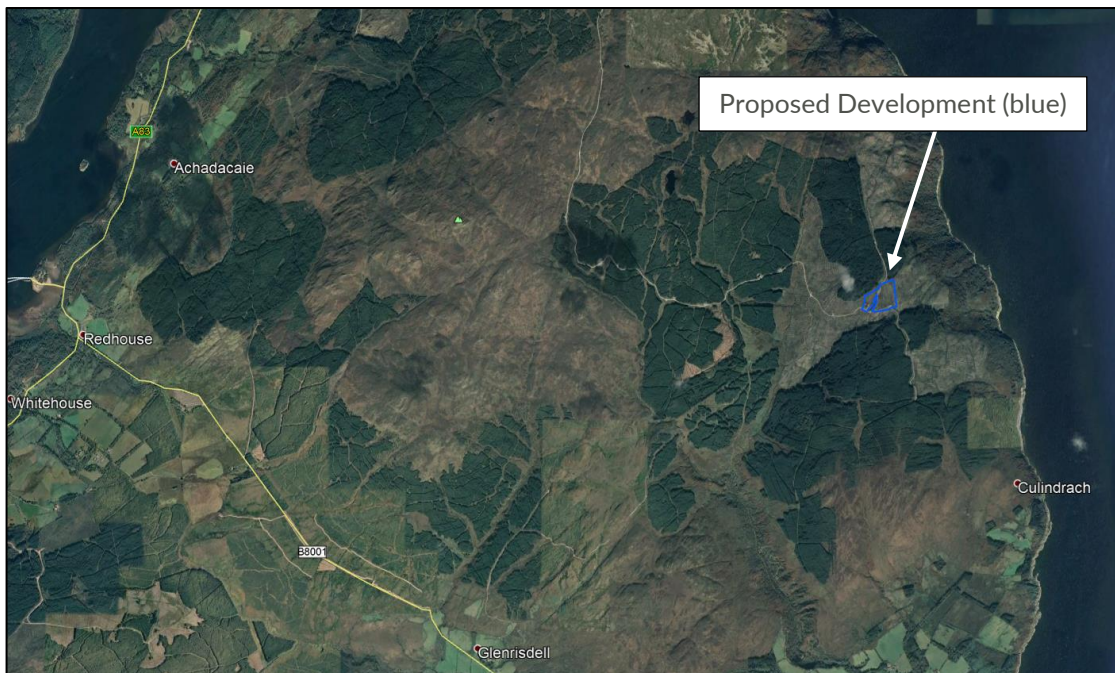 Proposed Development (blue)
A83
Achadacaie
Redhouse
Whitehouse
Culindrach
B8001
Glenrisdell